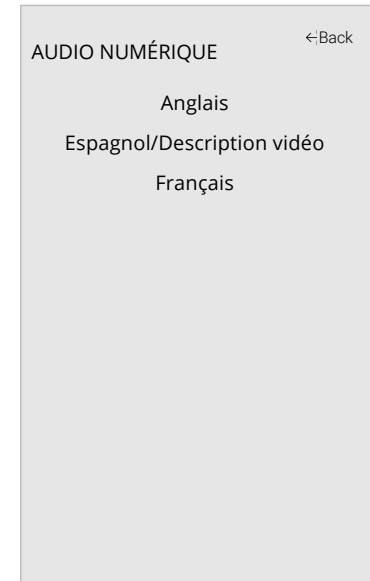 ←Back
AUDIO NUMÉRIQUE
Anglais
Espagnol/Description vidéo
Français